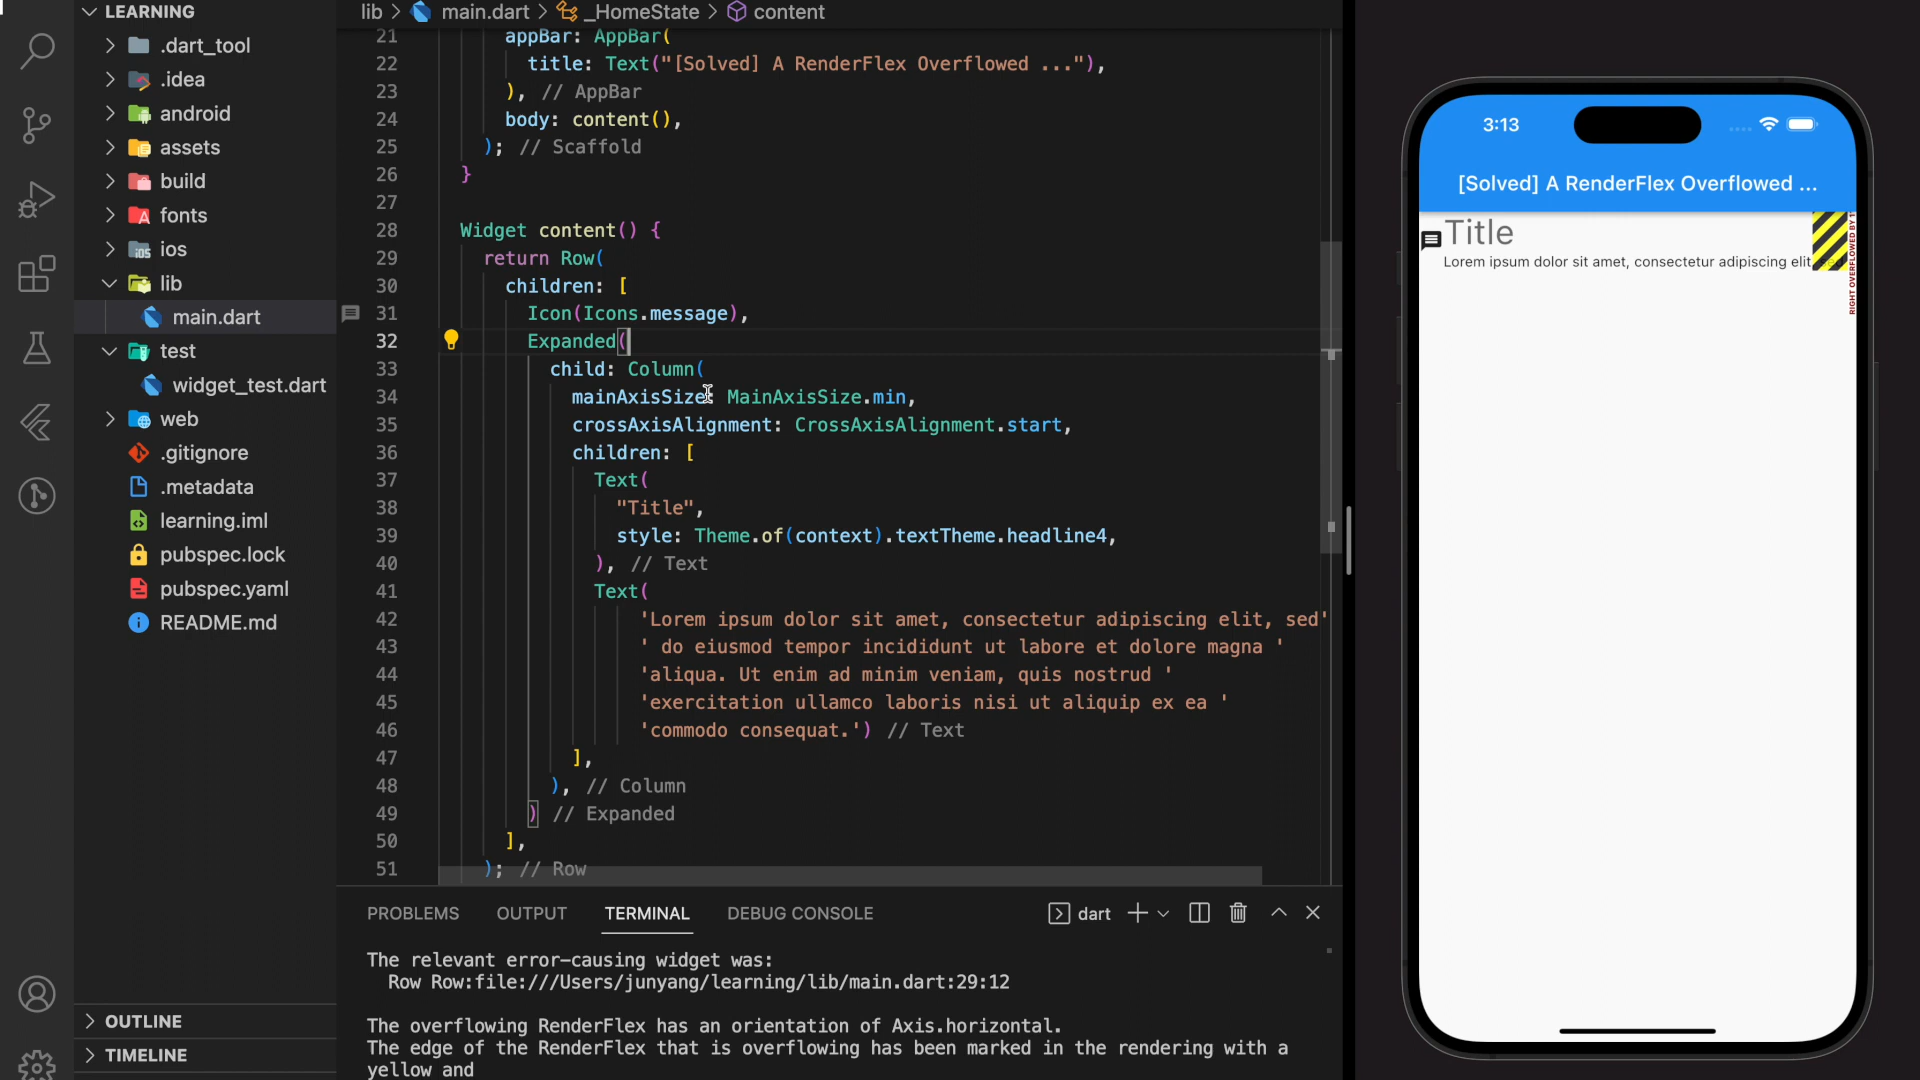 LEARNING
.dart_tool
.idea
android
assets
build
fonts
ios
lib
main.dart
test
widget_test.dart
web
.gitignore
.metadata
learning.iml
pubspec.lock
pubspec.yaml
README.md
OUTLINE
TIMELINE
lib > main.dart > _HomeState > content
21 appBar: AppBar(
22 title: Text("[Solved] A RenderFlex Overflowed ..."),
23 ), // AppBar
24 body: content(),
25 ); // Scaffold
26 }
27
28 Widget content() {
29 return Row(
30 children: [
31 Icon(Icons.message),
32 Expanded(
33 child: Column(
34 mainAxisSize: MainAxisSize.min,
35 crossAxisAlignment: CrossAxisAlignment.start,
36 children: [
37 Text(
38 "Title",
39 style: Theme.of(context).textTheme.headline4,
40 ), // Text
41 Text(
42 'Lorem ipsum dolor sit amet, consectetur adipiscing elit, sed'
43 ' do eiusmod tempor incididunt ut labore et dolore magna '
44 'aliqua. Ut enim ad minim veniam, quis nostrud '
45 'exercitation ullamco laboris nisi ut aliquip ex ea '
46 'commodo consequat.') // Text
47 ],
48 ), // Column
49 ) // Expanded
50 ],
51 ); // Row
PROBLEMS OUTPUT TERMINAL DEBUG CONSOLE dart
The relevant error-causing widget was:
Row Row:file:///Users/junyang/learning/lib/main.dart:29:12
The overflowing RenderFlex has an orientation of Axis.horizontal.
The edge of the RenderFlex that is overflowing has been marked in the rendering with a
yellow and
3:13
[Solved] A RenderFlex Overflowed ...
Title
Lorem ipsum dolor sit amet, consectetur adipiscing elit,
RIGHT OVERFLOWED BY